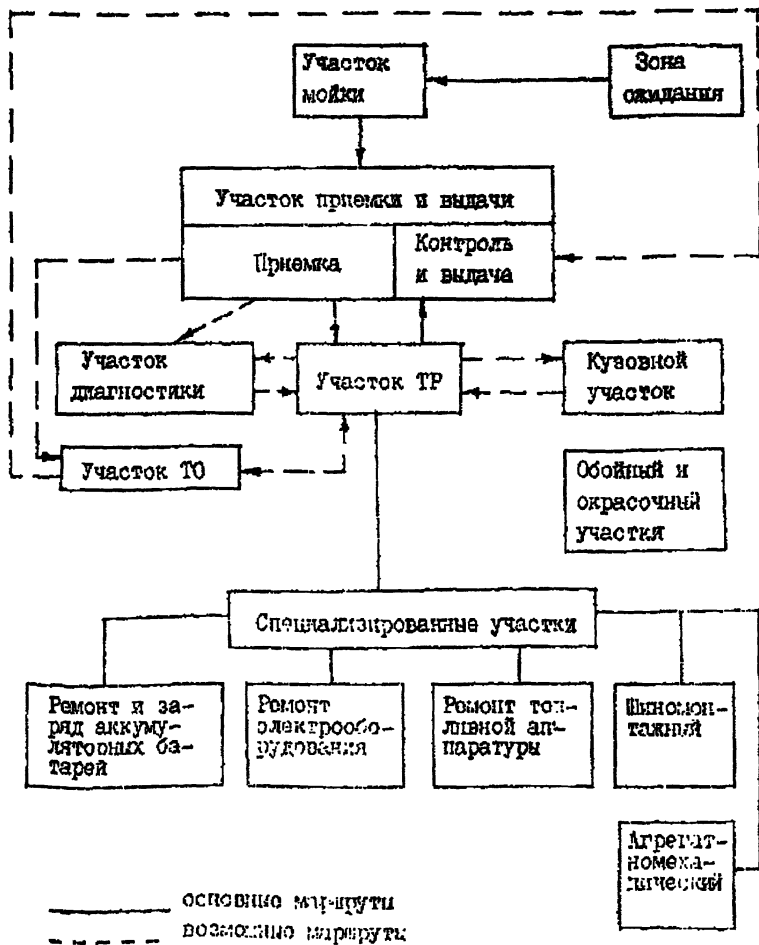 Участок
мойки
Зона
ожидания
Участок приемки и выдачи
Приемка
Контроль
и выдача
Участок
диагностики
Участок ТР
Кузовной
участок
Участок ТО
Обойный и
окрасочный
участки
Специализированные участки
Ремонт и за-
ряд аккуму-
ляторных ба-
тарей
Ремонт
электрообо-
рудования
Ремонт топ-
ливной ап-
паратуры
Шиномон-
тажный
Агрегат-
номеха-
нический
основные маршруты
возможные маршруты